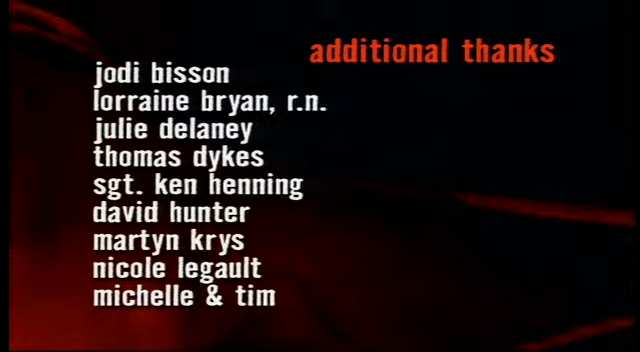 additional thanks
jodi bisson
lorraine bryan, r.n.
julie delaney
thomas dykes
sgt. ken henning
david hunter
martyn krys
nicole legault
michelle & tim